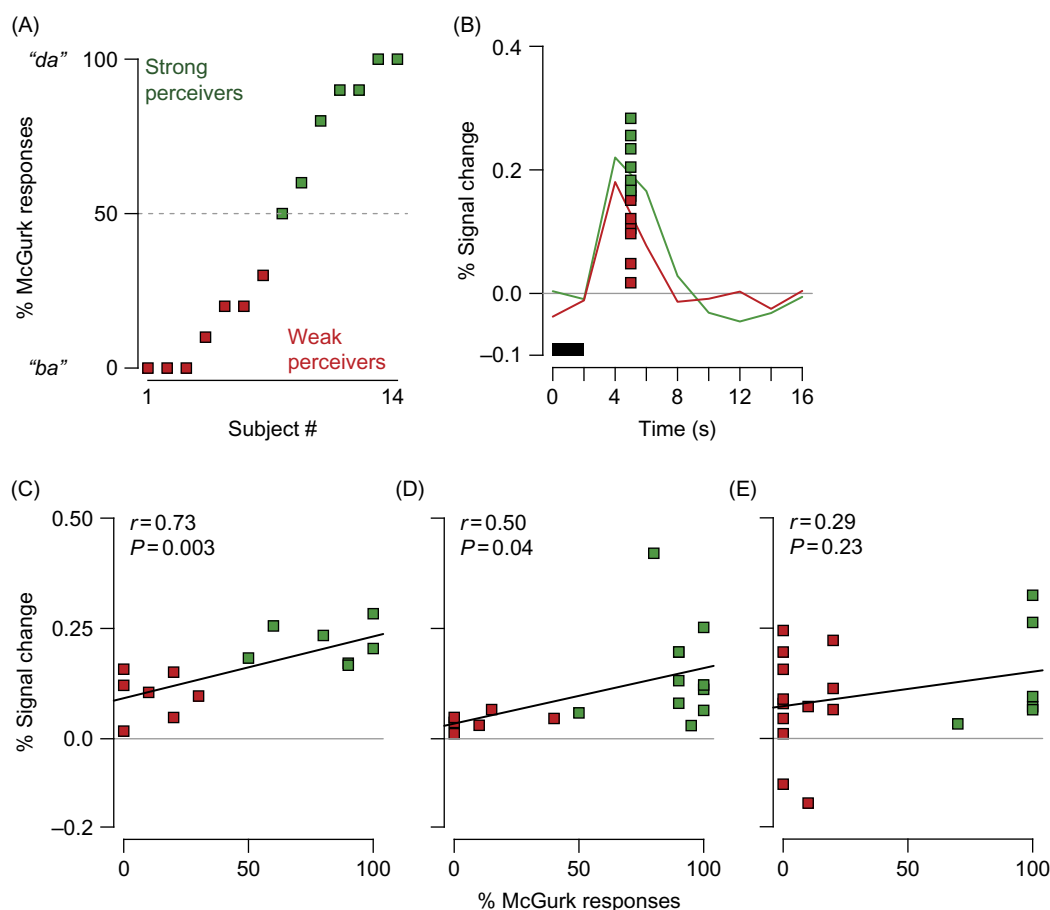 (A)
“da”
100
50
“ba”
0
% McGurk responses
Strong
perceivers
Weak
perceivers
1
14
Subject #
(B)
0.4
0.2
0.0
–0.1
% Signal change
0
4
8
12
16
Time (s)
(C)
r=0.73
P=0.003
0.50
0.25
0.0
–0.2
% Signal change
0
50
100
(D)
r=0.50
P=0.04
0
50
100
(E)
r=0.29
P=0.23
0
50
100
% McGurk responses